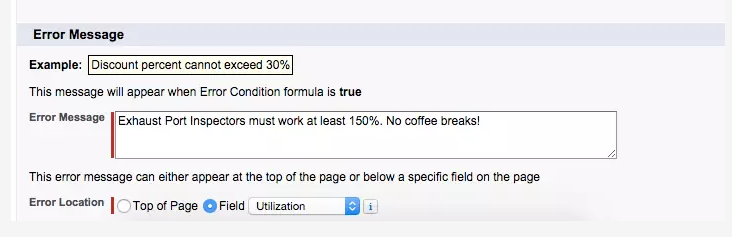 Error Message
Example: Discount percent cannot exceed 30%
This message will appear when Error Condition formula is true
Error Message Exhaust Port Inspectors must work at least 150%. No coffee breaks!
This error message can either appear at the top of the page or below a specific field on the page
Error Location Top of Page Field Utilization i